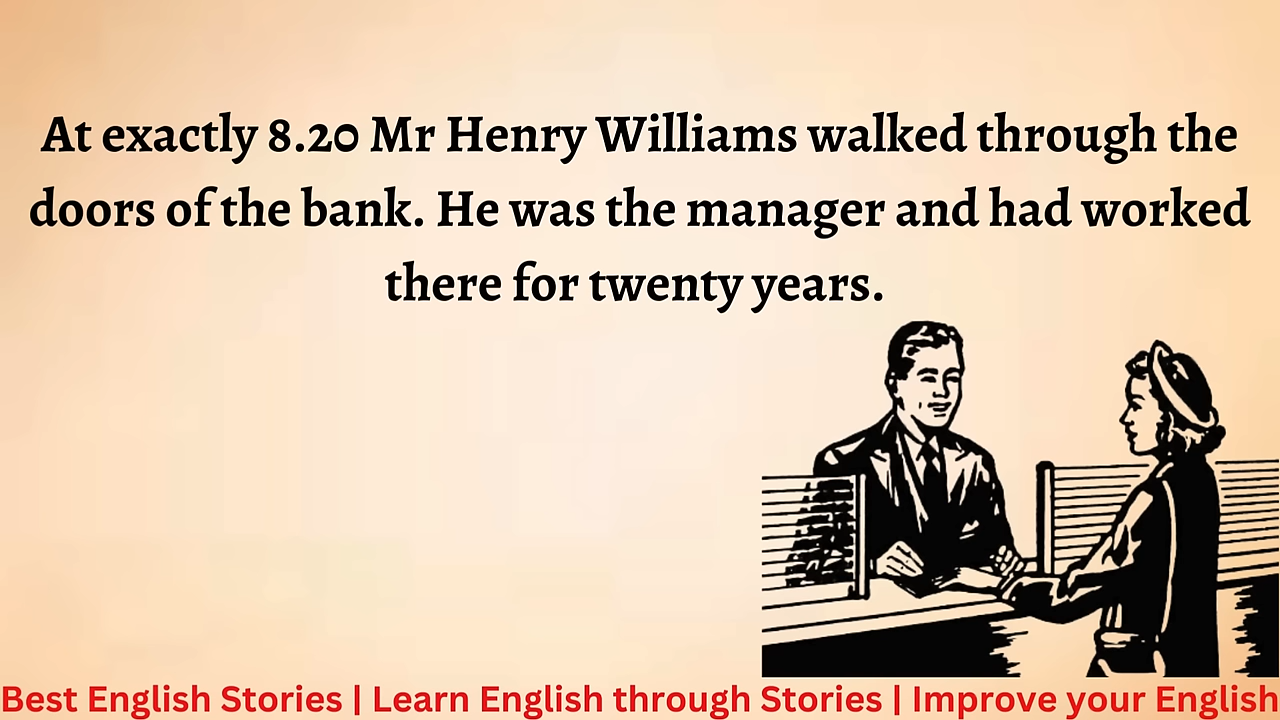 At exactly 8.20 Mr Henry Williams walked through the
doors of the bank. He was the manager and had worked
there for twenty years.
Best English Stories | Learn English through Stories | Improve your English